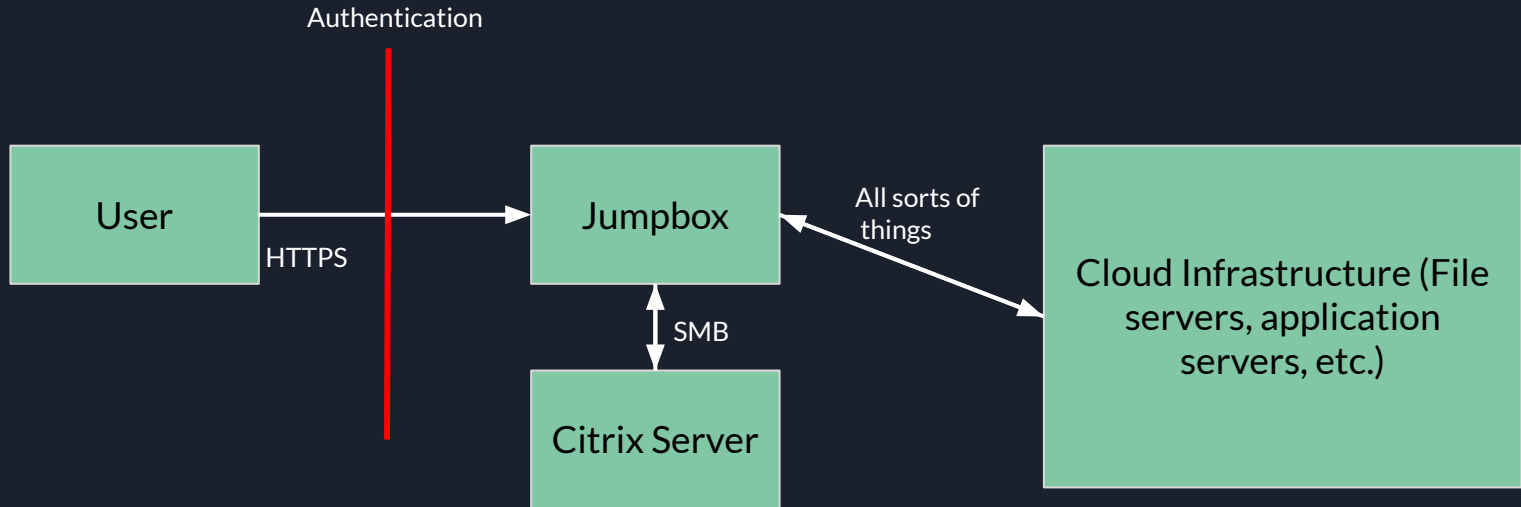 Authentication
User
HTTPS
Jumpbox
SMB
Citrix Server
All sorts of
things
Cloud Infrastructure (File
servers, application
servers, etc.)